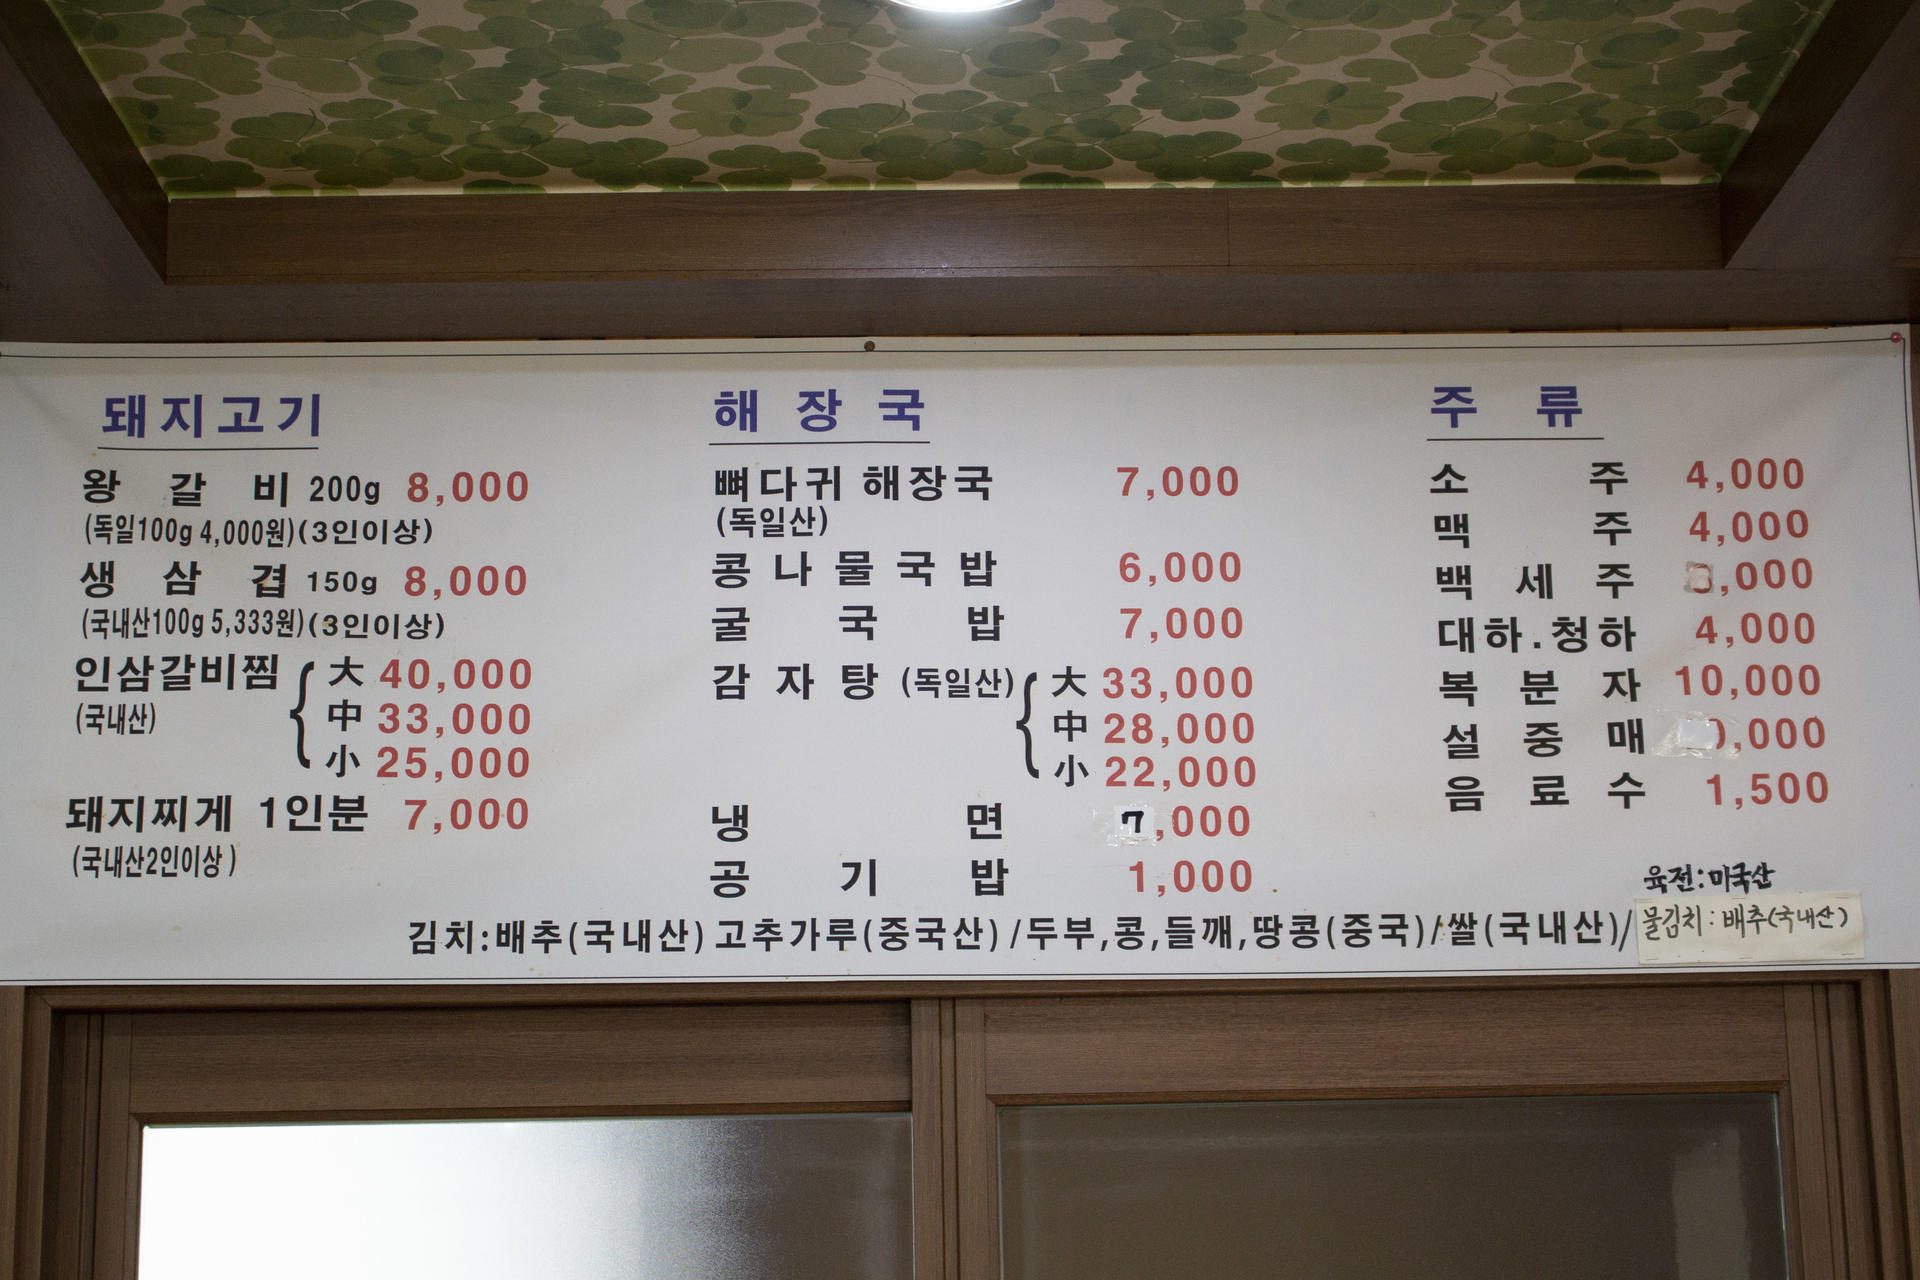 돼지고기
왕 갈 비 200g 8,000
(독일100g 4,000원)(3인이상)
생 삼 겹 150g 8,000
(국내산100g 5,333원)(3인이상)
인삼갈비찜 大 40,000
(국내산) 中 33,000
小 25,000
돼지찌게 1인분 7,000
(국내산2인이상)
해 장 국
뼈다귀 해장국 7,000
(독일산)
콩 나 물 국 밥 6,000
굴 국 밥 7,000
감 자 탕 (독일산) 大 33,000
中 28,000
小 22,000
냉 면 7,000
공 기 밥 1,000
주 류
소 주 4,000
맥 주 4,000
백 세 주 ,000
대하.청하 4,000
복 분 자 10,000
설 중 매 ,000
음 료 수 1,500
육전:미국산
김치:배추(국내산) 고추가루(중국산) /두부,콩,들깨,땅콩(중국)/쌀(국내산)/ 물김치: 배추(국내산)